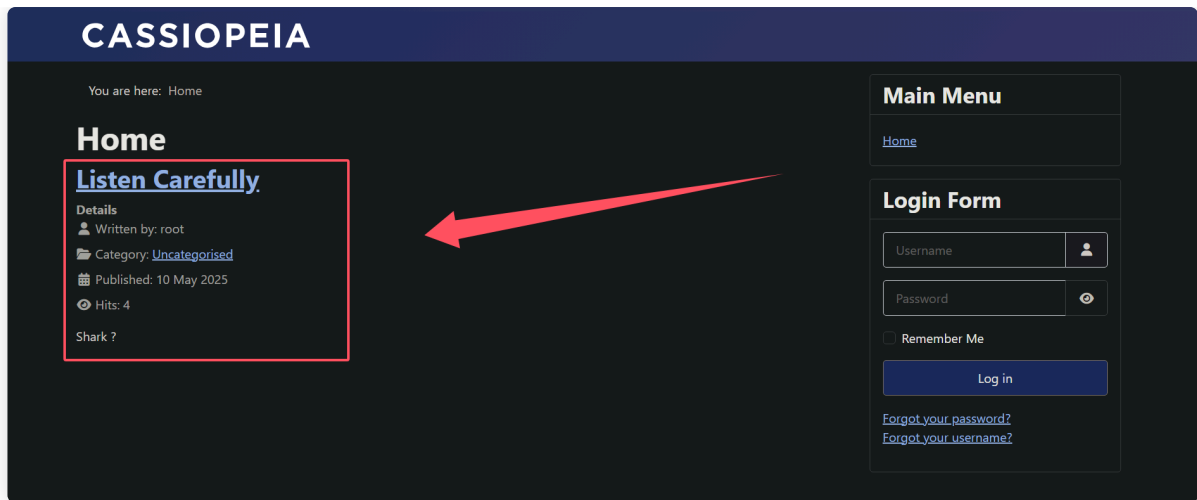 CASSIOPEIA
You are here: Home
Home
Listen Carefully
Details
Written by: root
Category: Uncategorised
Published: 10 May 2025
Hits: 4
Shark ?
Main Menu
Home
Login Form
Username
Password
Remember Me
Log in
Forgot your password?
Forgot your username?